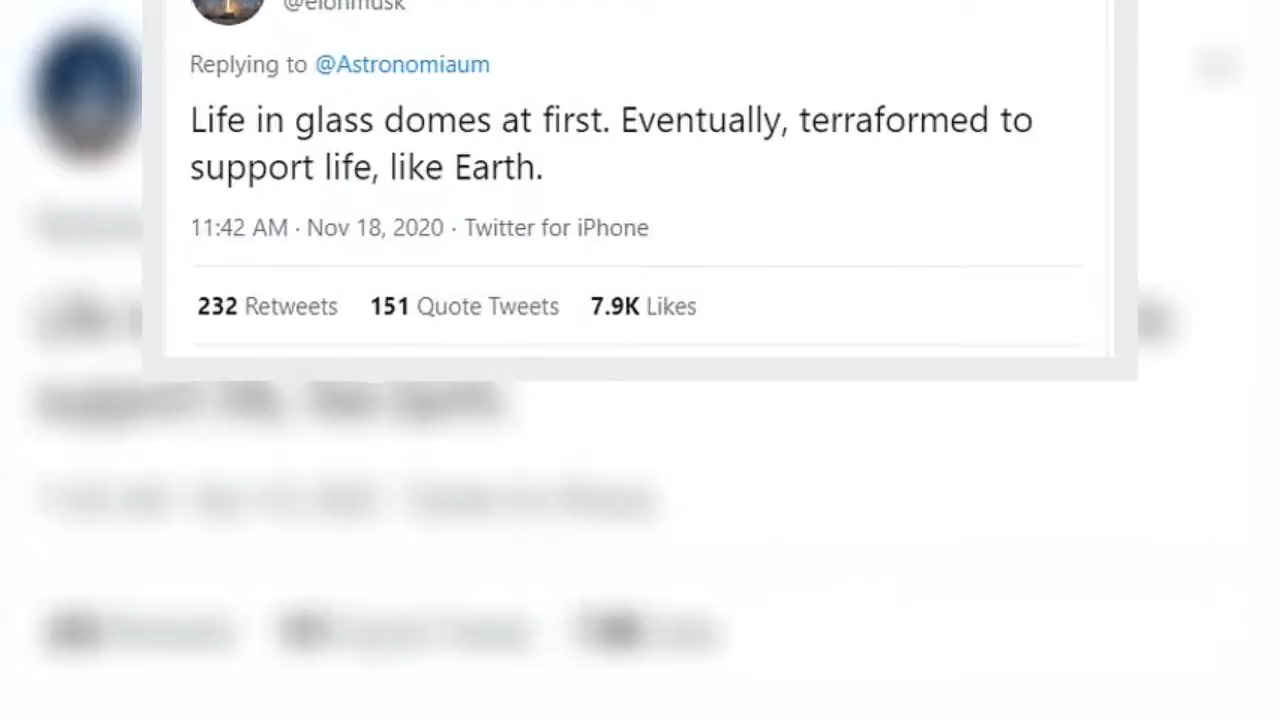 @elonmusk
Replying to @Astronomiaum
Life in glass domes at first. Eventually, terraformed to
support life, like Earth.
11:42 AM · Nov 18, 2020 · Twitter for iPhone
232 Retweets 151 Quote Tweets 7.9K Likes